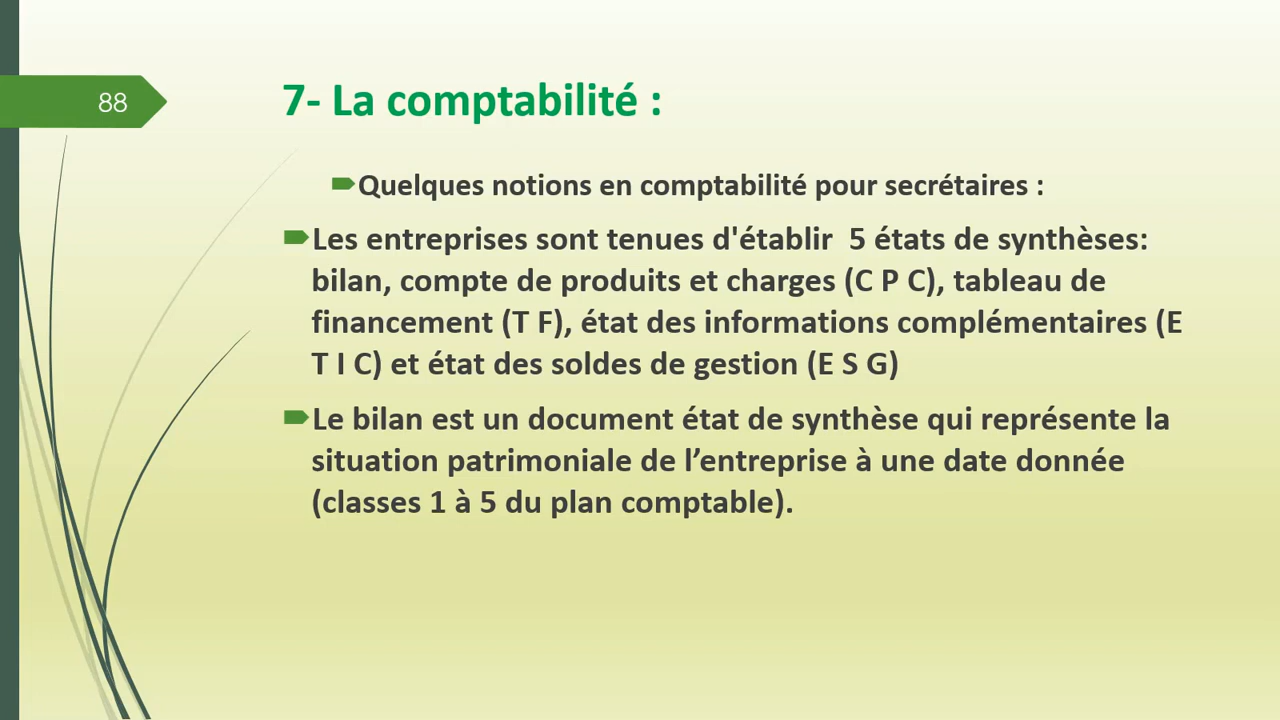 88
7- La comptabilité :
Quelques notions en comptabilité pour secrétaires :
Les entreprises sont tenues d'établir  5 états de synthèses:
bilan, compte de produits et charges (C P C), tableau de
financement (T F), état des informations complémentaires (E
T I C) et état des soldes de gestion (E S G)
Le bilan est un document état de synthèse qui représente la
situation patrimoniale de l’entreprise à une date donnée
(classes 1 à 5 du plan comptable).